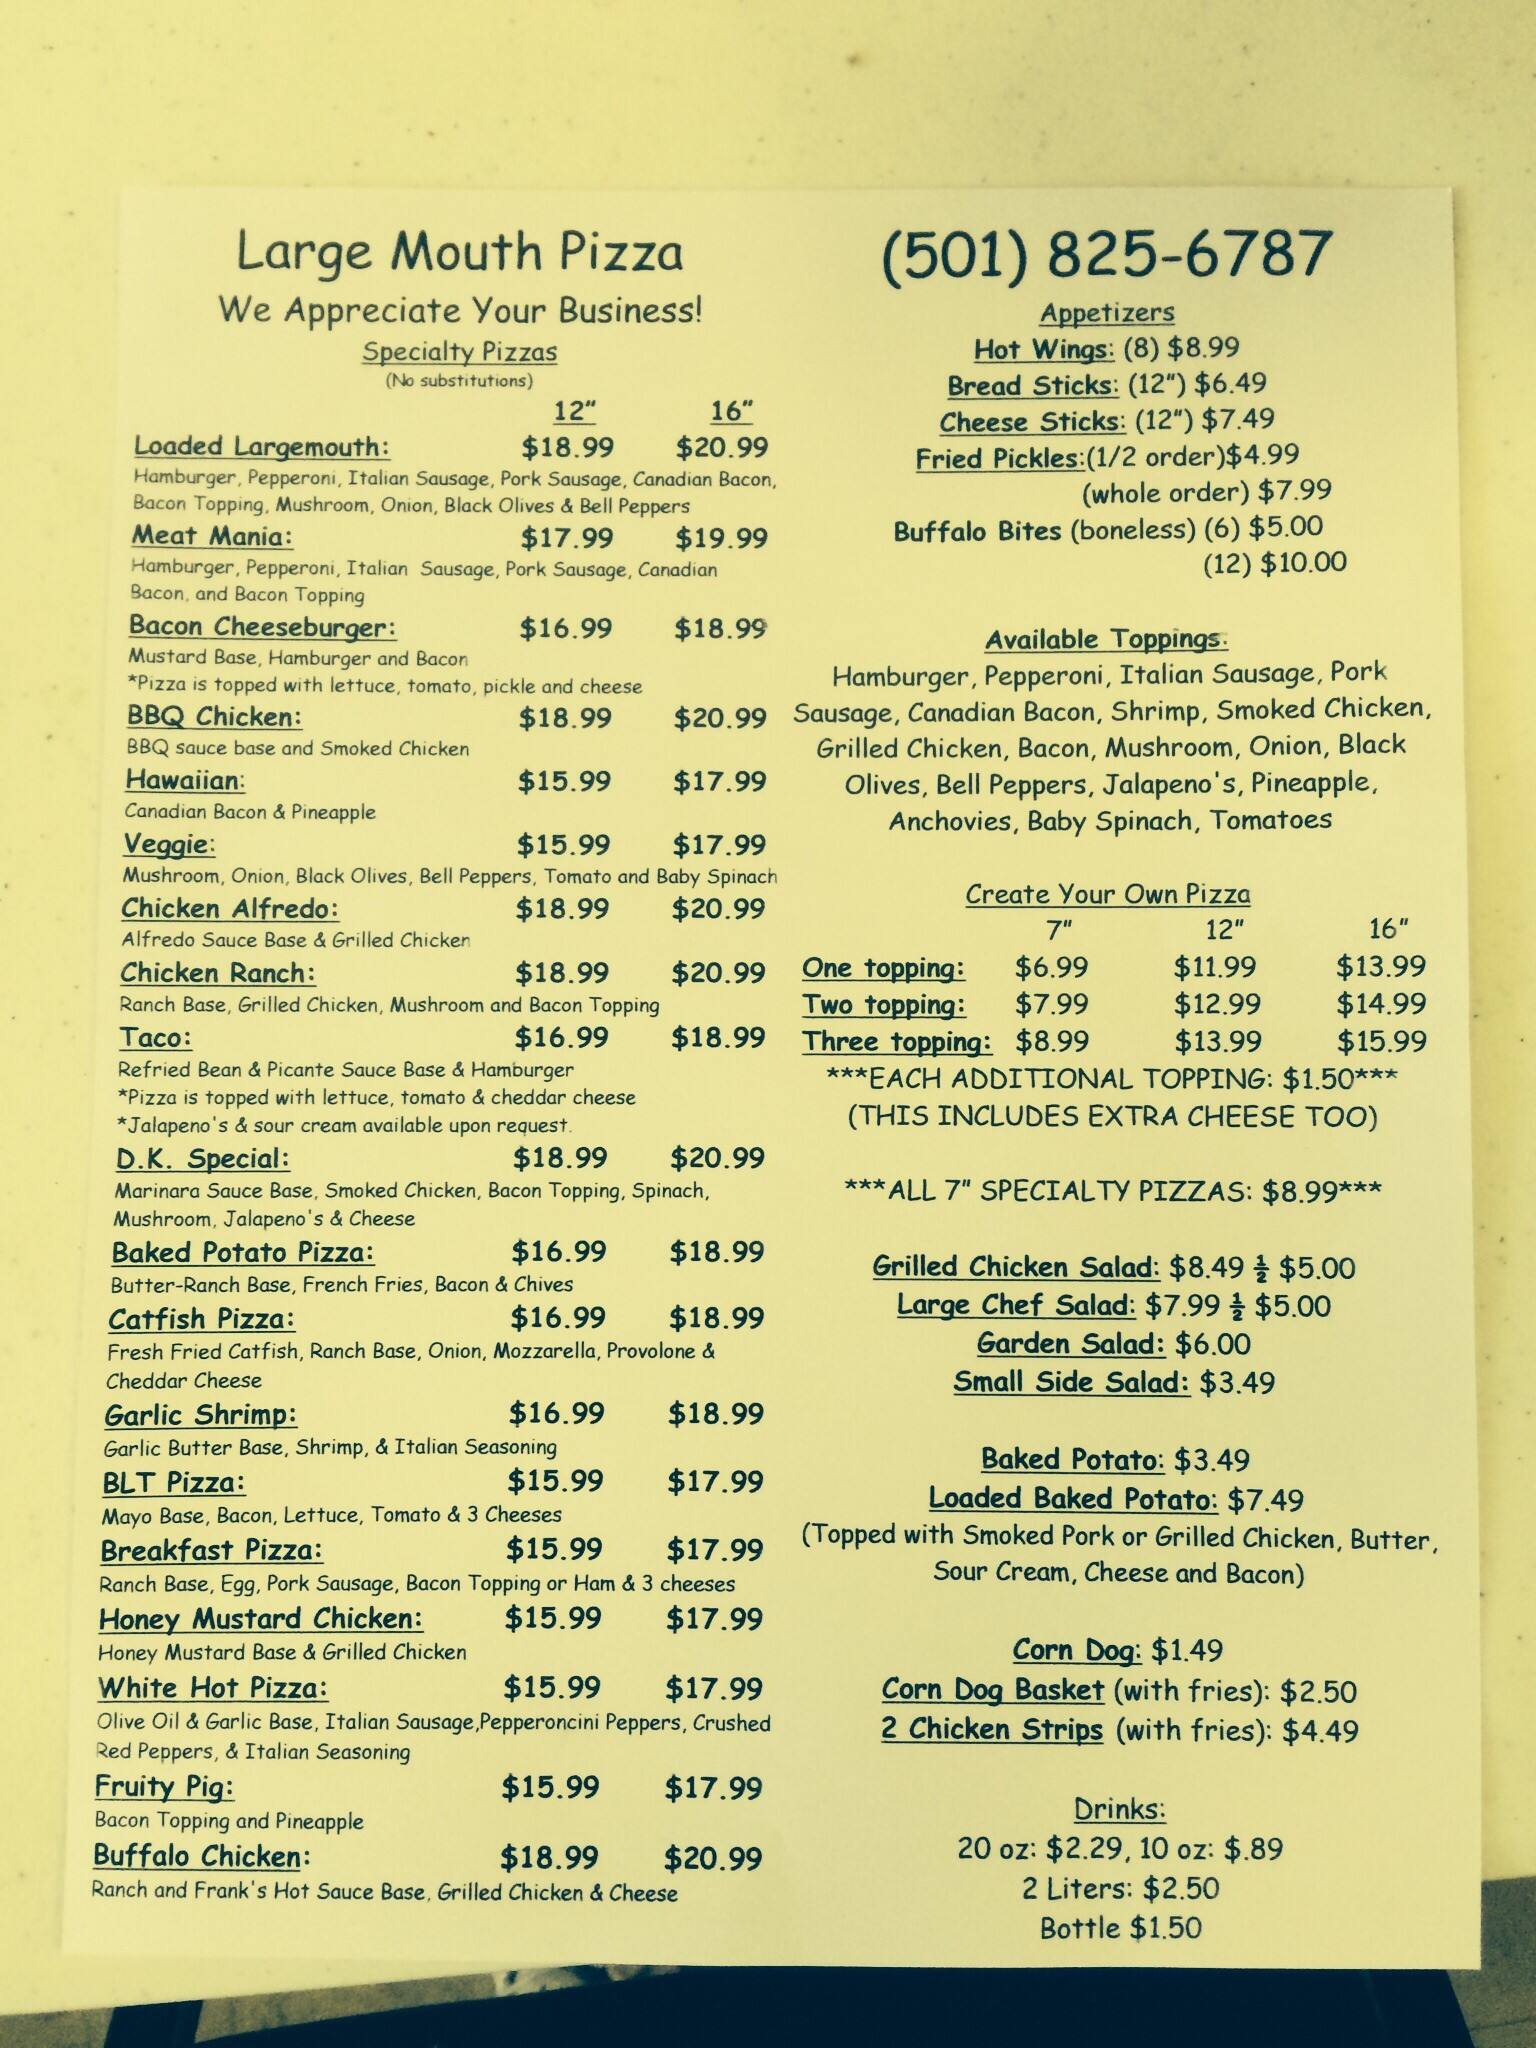 Large Mouth Pizza
We Appreciate Your Business!
Specialty Pizzas
(No substitutions)
12" 16"
Loaded Largemouth: $18.99 $20.99
Hamburger, Pepperoni, Italian Sausage, Pork Sausage, Canadian Bacon,
Bacon Topping, Mushroom, Onion, Black Olives & Bell Peppers
Meat Mania: $17.99 $19.99
Hamburger, Pepperoni, Italian Sausage, Pork Sausage, Canadian
Bacon, and Bacon Topping
Bacon Cheeseburger: $16.99 $18.99
Mustard Base, Hamburger and Bacon
*Pizza is topped with lettuce, tomato, pickle and cheese
BBQ Chicken: $18.99 $20.99
BBQ sauce base and Smoked Chicken
Hawaiian: $15.99 $17.99
Canadian Bacon & Pineapple
Veggie: $15.99 $17.99
Mushroom, Onion, Black Olives, Bell Peppers, Tomato and Baby Spinach
Chicken Alfredo: $18.99 $20.99
Alfredo Sauce Base & Grilled Chicken
Chicken Ranch: $18.99 $20.99
Ranch Base, Grilled Chicken, Mushroom and Bacon Topping
Taco: $16.99 $18.99
Refried Bean & Picante Sauce Base & Hamburger
*Pizza is topped with lettuce, tomato & cheddar cheese
*Jalapeno's & sour cream available upon request.
D.K. Special: $18.99 $20.99
Marinara Sauce Base, Smoked Chicken, Bacon Topping, Spinach,
Mushroom, Jalapeno's & Cheese
Baked Potato Pizza: $16.99 $18.99
Butter-Ranch Base, French Fries, Bacon & Chives
Catfish Pizza: $16.99 $18.99
Fresh Fried Catfish, Ranch Base, Onion, Mozzarella, Provolone &
Cheddar Cheese
Garlic Shrimp: $16.99 $18.99
Garlic Butter Base, Shrimp, & Italian Seasoning
BLT Pizza: $15.99 $17.99
Mayo Base, Bacon, Lettuce, Tomato & 3 Cheeses
Breakfast Pizza: $15.99 $17.99
Ranch Base, Egg, Pork Sausage, Bacon Topping or Ham & 3 cheeses
Honey Mustard Chicken: $15.99 $17.99
Honey Mustard Base & Grilled Chicken
White Hot Pizza: $15.99 $17.99
Olive Oil & Garlic Base, Italian Sausage,Pepperoncini Peppers, Crushed
Red Peppers, & Italian Seasoning
Fruity Pig: $15.99 $17.99
Bacon Topping and Pineapple
Buffalo Chicken: $18.99 $20.99
Ranch and Frank's Hot Sauce Base, Grilled Chicken & Cheese
(501) 825-6787
Appetizers
Hot Wings: (8) $8.99
Bread Sticks: (12") $6.49
Cheese Sticks: (12") $7.49
Fried Pickles:(1/2 order)$4.99
(whole order) $7.99
Buffalo Bites (boneless) (6) $5.00
(12) $10.00
Available Toppings:
Hamburger, Pepperoni, Italian Sausage, Pork
Sausage, Canadian Bacon, Shrimp, Smoked Chicken,
Grilled Chicken, Bacon, Mushroom, Onion, Black
Olives, Bell Peppers, Jalapeno's, Pineapple,
Anchovies, Baby Spinach, Tomatoes
Create Your Own Pizza
7" 12" 16"
One topping: $6.99 $11.99 $13.99
Two topping: $7.99 $12.99 $14.99
Three topping: $8.99 $13.99 $15.99
***EACH ADDITIONAL TOPPING: $1.50***
(THIS INCLUDES EXTRA CHEESE TOO)
***ALL 7" SPECIALTY PIZZAS: $8.99***
Grilled Chicken Salad: $8.49 ½ $5.00
Large Chef Salad: $7.99 ½ $5.00
Garden Salad: $6.00
Small Side Salad: $3.49
Baked Potato: $3.49
Loaded Baked Potato: $7.49
(Topped with Smoked Pork or Grilled Chicken, Butter,
Sour Cream, Cheese and Bacon)
Corn Dog: $1.49
Corn Dog Basket (with fries): $2.50
2 Chicken Strips (with fries): $4.49
Drinks:
20 oz: $2.29, 10 oz: $.89
2 Liters: $2.50
Bottle $1.50